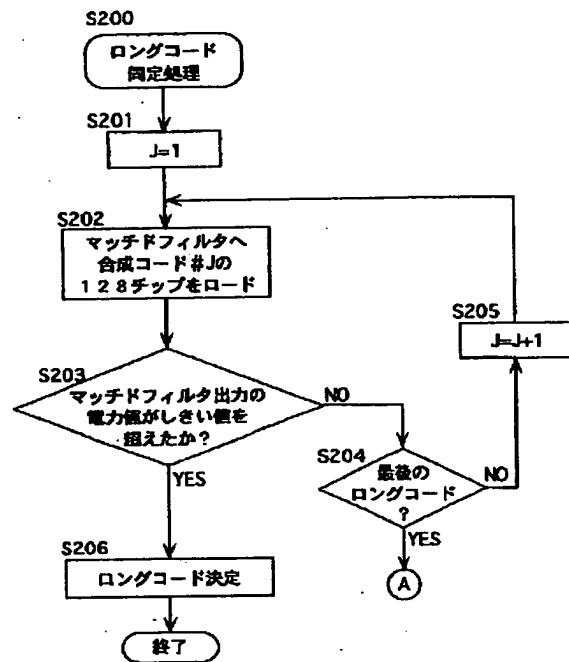 S200
ロングコード
同定処理
S201
J=1
S202
マッチドフィルタへ
合成コード#Jの
128チップをロード
S205
J=J+1
S203
マッチドフィルタ出力の
電力値がしきい値を
超えたか?
NO
S204
最後の
ロングコード
?
NO
YES
YES
S206
ロングコード決定
A
終了